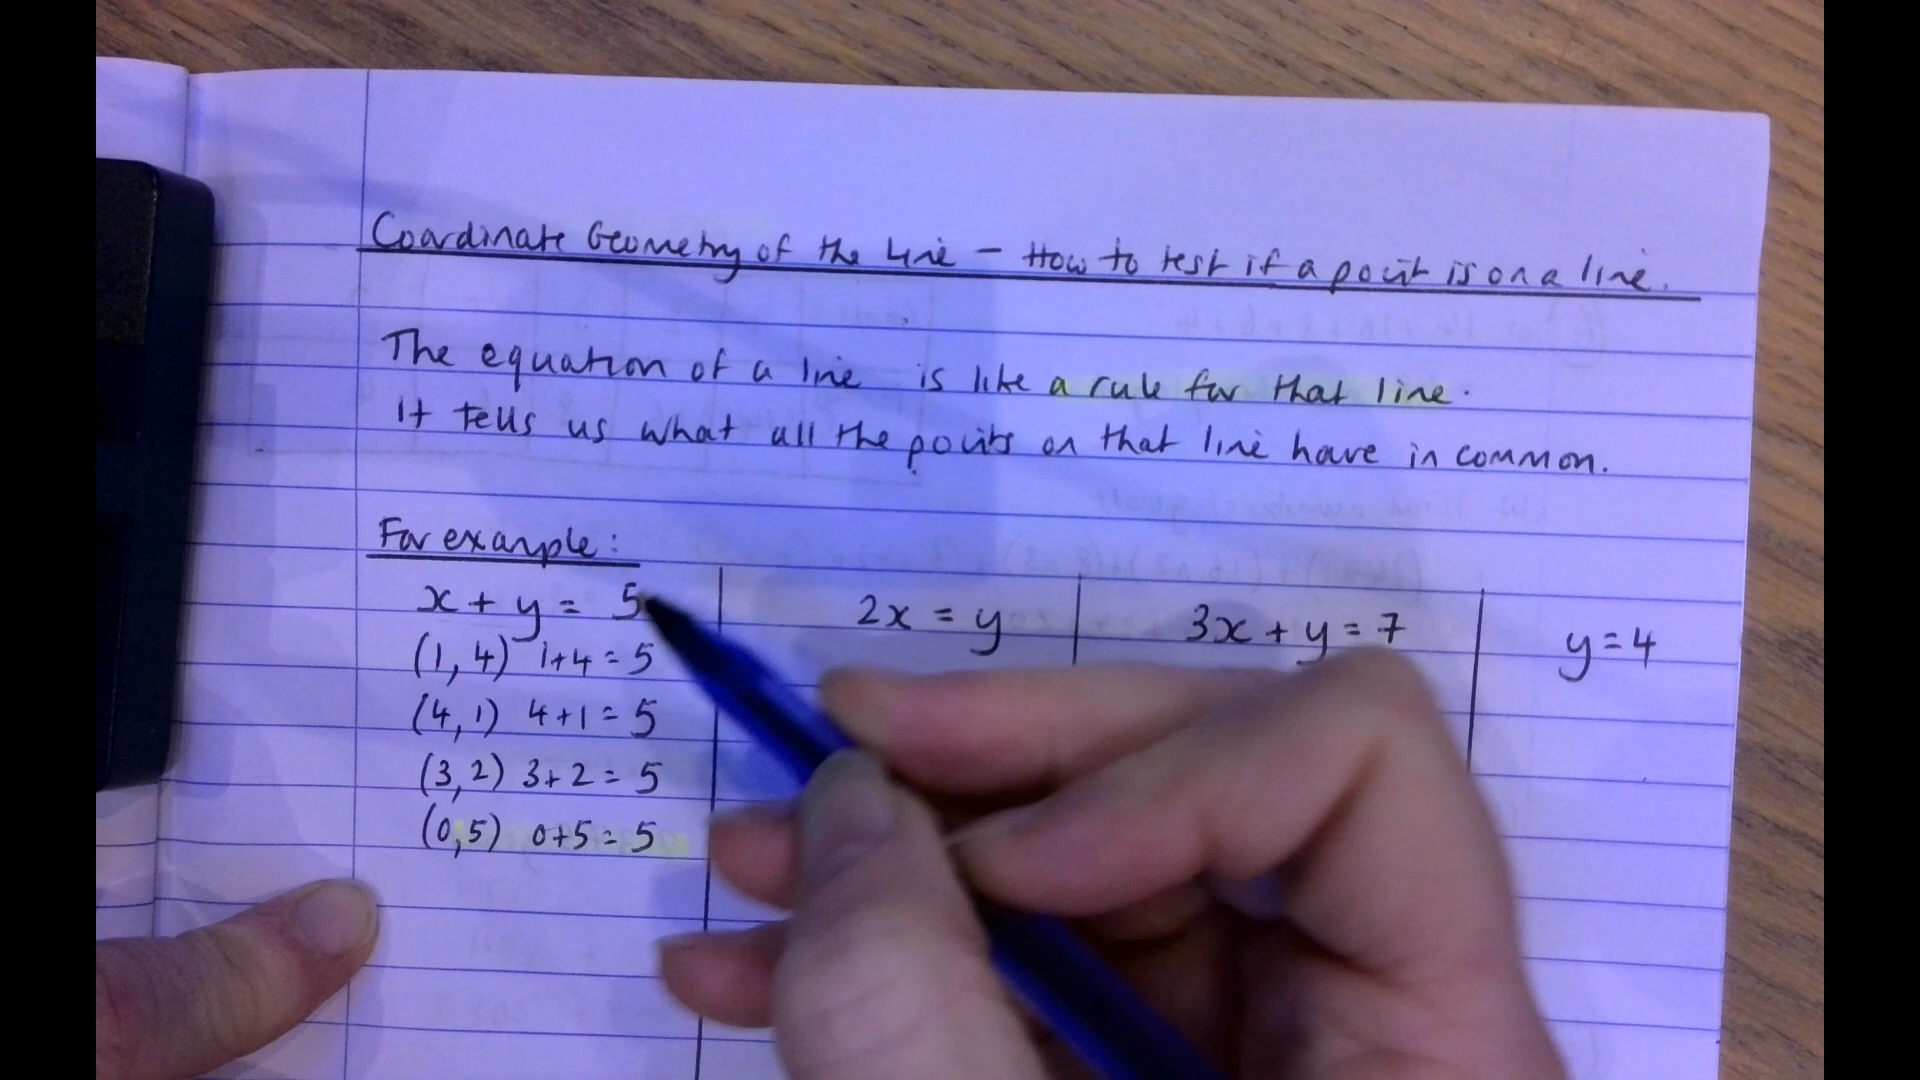 Coordinate Geometry of the Line - How to test if a point is on a line.
The equation of a line is like a rule for that line.
It tells us what all the points on that line have in common.
For example:
x + y = 5
2x = y
3x + y = 7
y = 4
(1, 4) 1+4 = 5
(4, 1) 4+1 = 5
(3, 2) 3+2 = 5
(0,5) 0+5 = 5